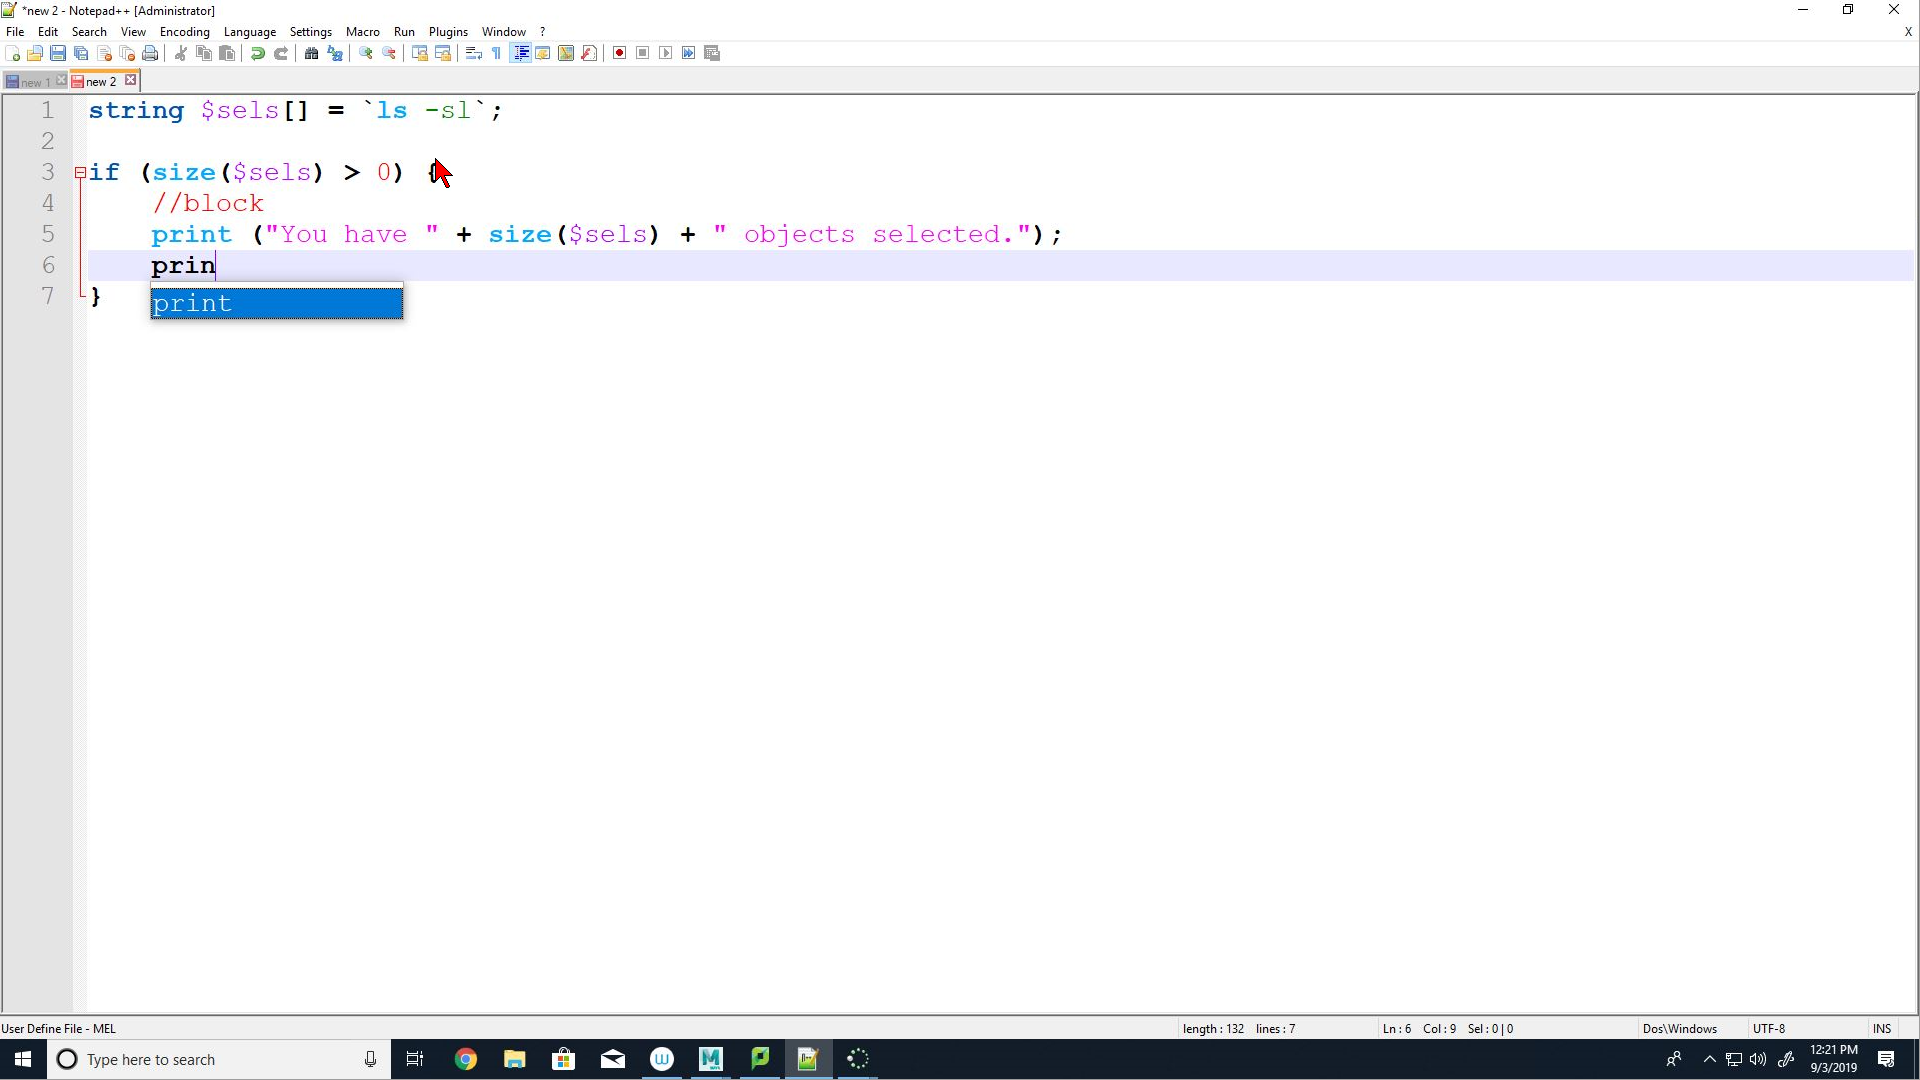 *new 2 - Notepad++ [Administrator]
File Edit Search View Encoding Language Settings Macro Run Plugins Window ? X
new 1 new 2
1 string $sels[] = `ls -sl`;
2
3 if (size($sels) > 0) {
4 //block
5 print ("You have " + size($sels) + " objects selected.");
6 prin
7 }
print
User Define File - MEL length : 132 lines : 7 Ln : 6 Col : 9 Sel : 0 | 0 Dos\Windows UTF-8 INS
Type here to search
12:21 PM
9/3/2019